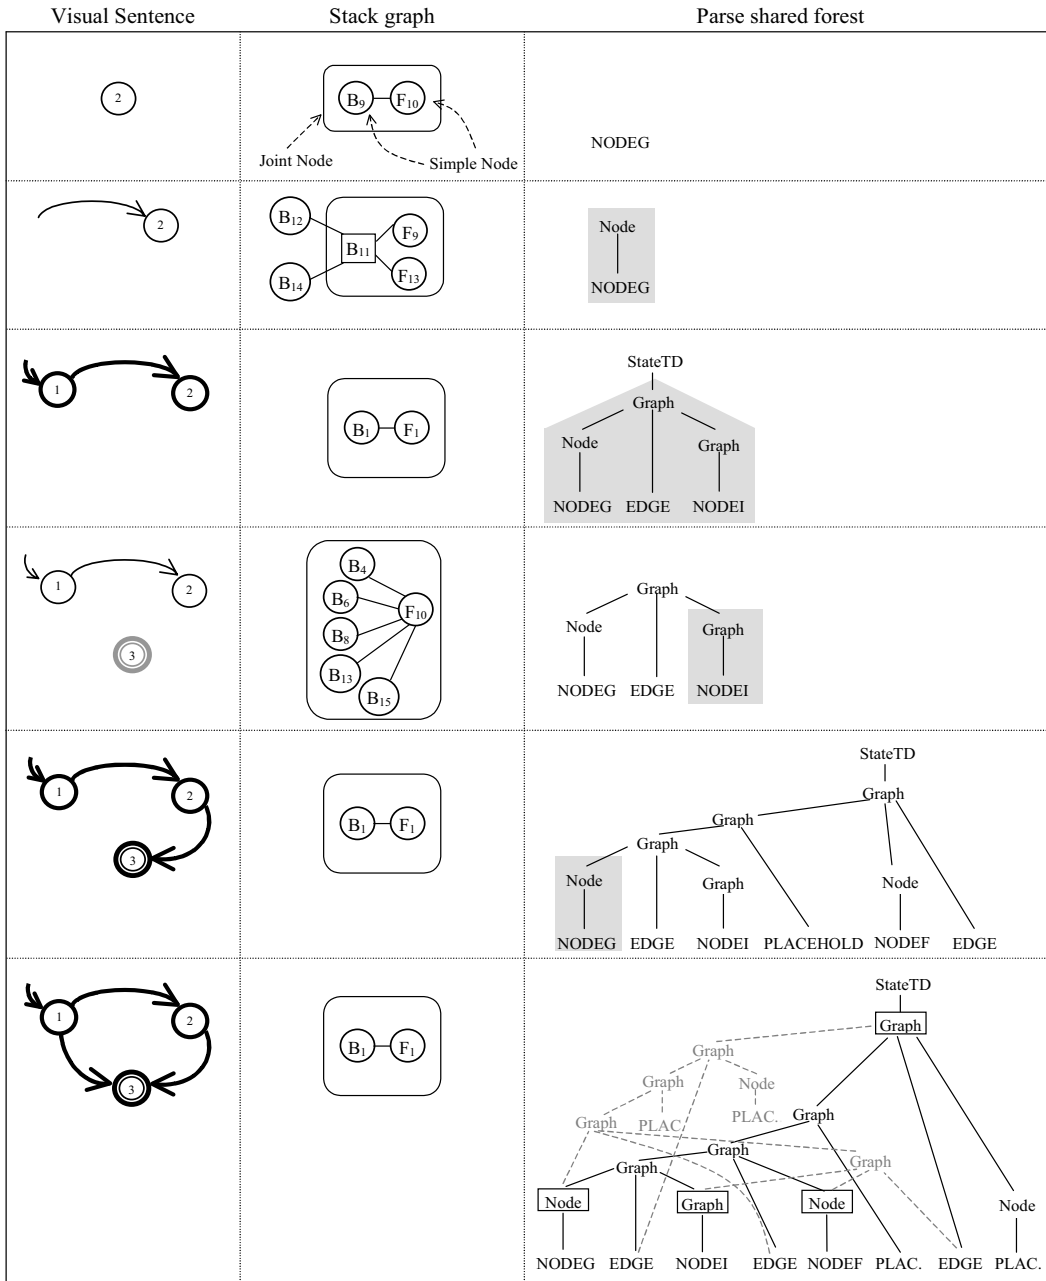 Visual Sentence Stack graph Parse shared forest
2
B9 F10
Joint Node Simple Node
NODEG
2
B12
B11
F9
B14
F13
Node
NODEG
1
2
B1 F1
StateTD
Graph
Node Graph
NODEG EDGE NODEI
1
2
3
B4
B6
B8
B13
B15
F10
Graph
Node Graph
NODEG EDGE NODEI
1
2
3
B1 F1
StateTD
Graph
Graph
Graph
Node Graph Node
NODEG EDGE NODEI PLACEHOLD NODEF EDGE
1
2
3
B1 F1
StateTD
Graph
Graph
Graph Node
Graph PLAC. PLAC. Graph
Graph
Graph Graph
Node Graph Node Node
NODEG EDGE NODEI EDGE NODEF PLAC. EDGE PLAC.